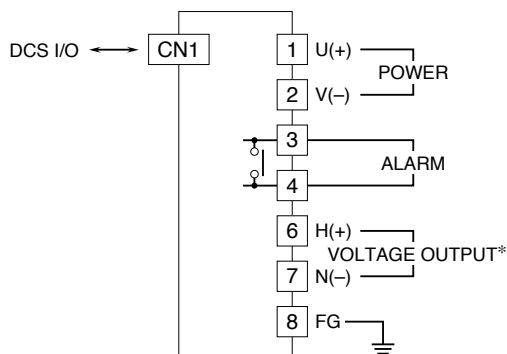 DCS I/O
CN1
1 U(+)
POWER
2 V(–)
3
ALARM
4
6 H(+)
VOLTAGE OUTPUT*
7 N(–)
8 FG